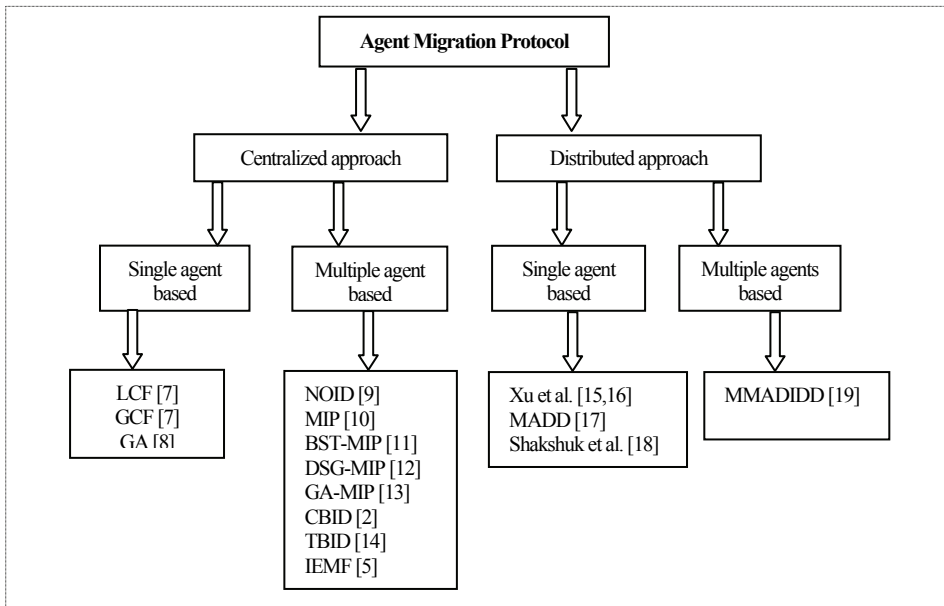 Agent Migration Protocol
Centralized approach
Distributed approach
Single agent
based
Multiple agent
based
Single agent
based
Multiple agents
based
LCF [7]
GCF [7]
GA [8]
NOID [9]
MIP [10]
BST-MIP [11]
DSG-MIP [12]
GA-MIP [13]
CBID [2]
TBID [14]
IEMF [5]
Xu et al. [15,16]
MADD [17]
Shakshuk et al. [18]
MMADIDD [19]